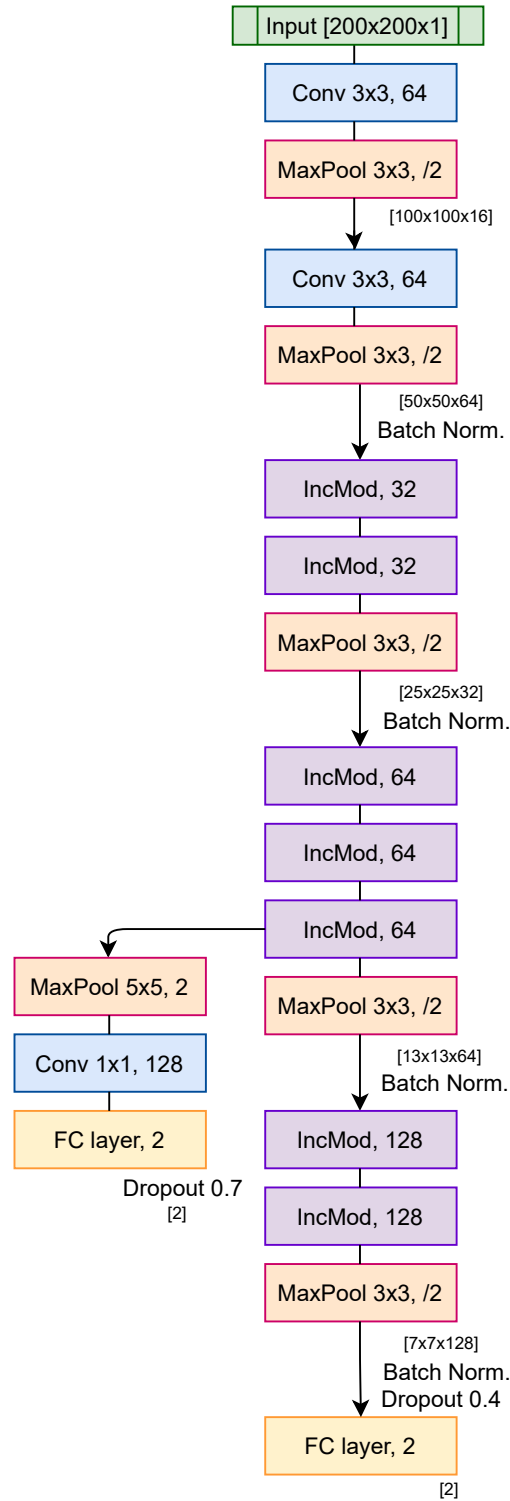 Input [200x200x1]
Conv 3x3, 64
MaxPool 3x3, /2
[100x100x16]
Conv 3x3, 64
MaxPool 3x3, /2
[50x50x64]
Batch Norm.
IncMod, 32
IncMod, 32
MaxPool 3x3, /2
[25x25x32]
Batch Norm.
IncMod, 64
IncMod, 64
IncMod, 64
MaxPool 5x5, 2
Conv 1x1, 128
FC layer, 2
Dropout 0.7
[2]
MaxPool 3x3, /2
[13x13x64]
Batch Norm.
IncMod, 128
IncMod, 128
MaxPool 3x3, /2
[7x7x128]
Batch Norm.
Dropout 0.4
FC layer, 2
[2]